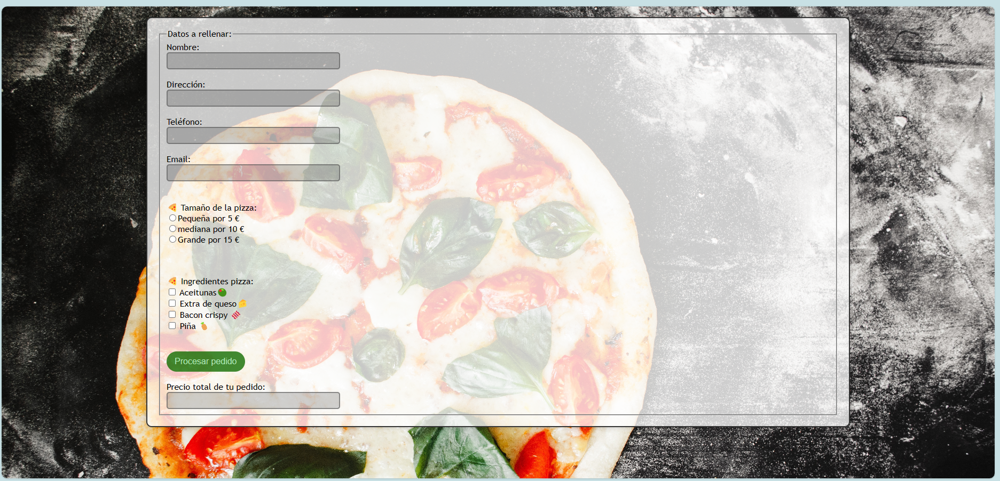 Datos a rellenar:
Nombre:
Dirección:
Teléfono:
Email:
🍕 Tamaño de la pizza:
Pequeña por 5 €
mediana por 10 €
Grande por 15 €
🍕 Ingredientes pizza:
Aceitunas
Extra de queso🧀
Bacon crispy 🥓
Piña 🍍
Procesar pedido
Precio total de tu pedido: